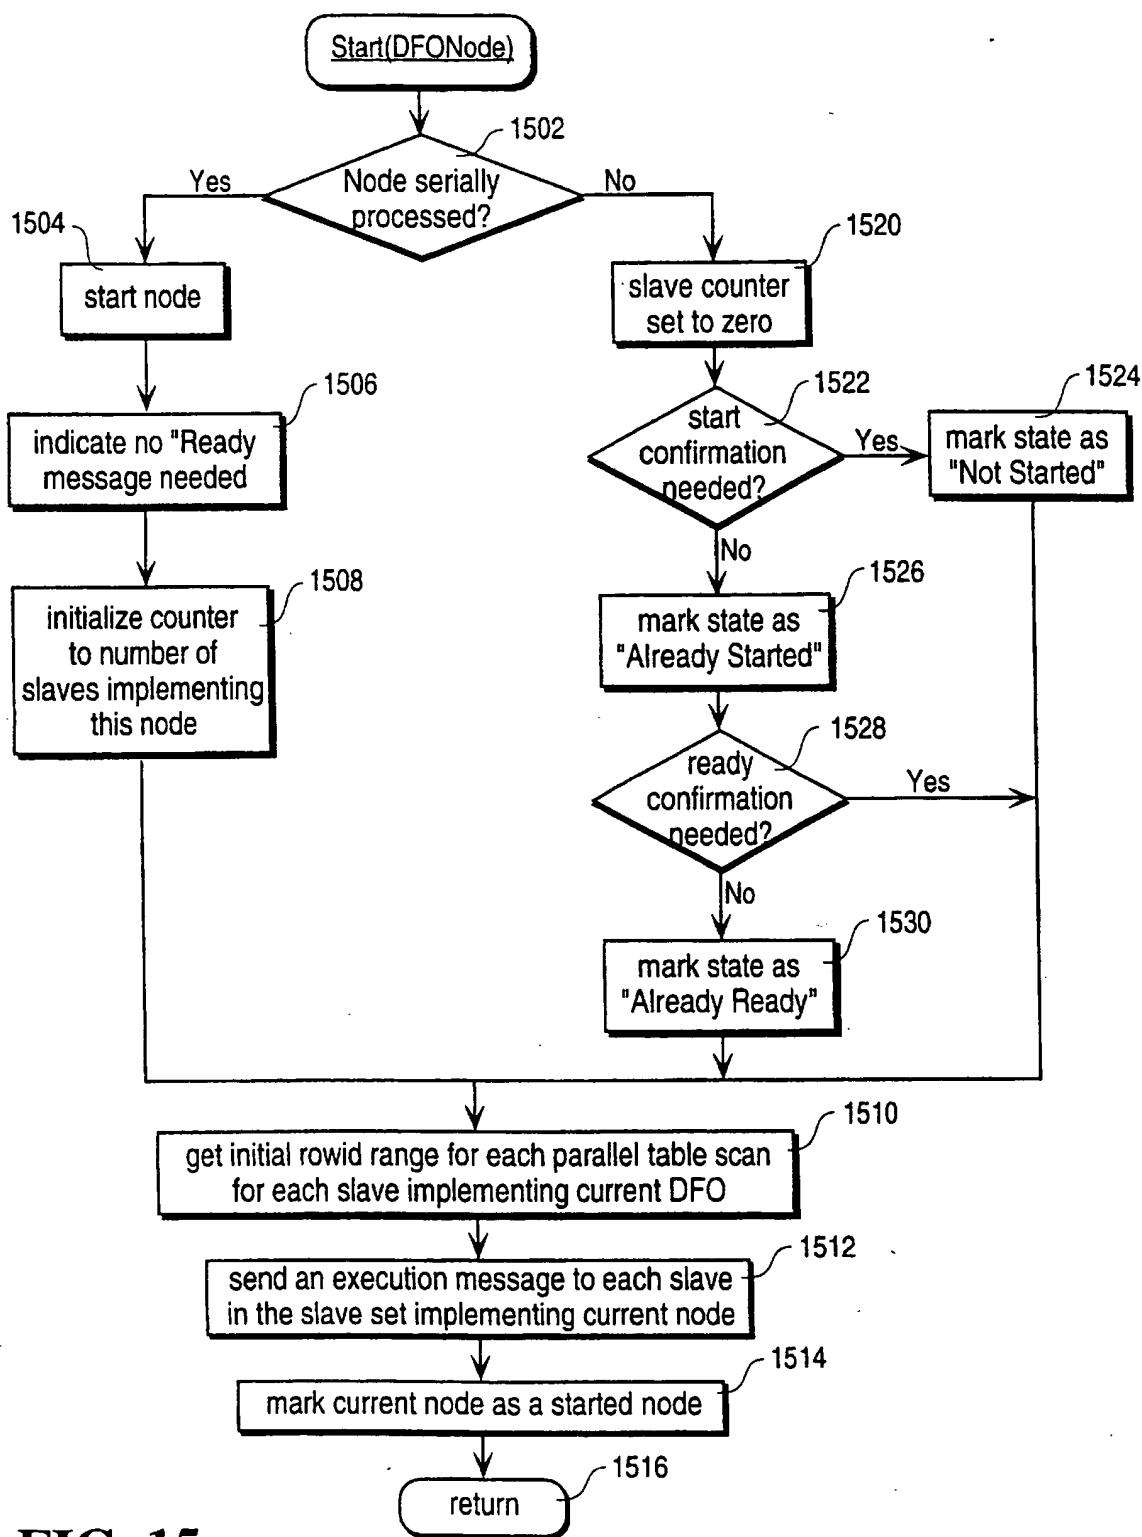 Start(DFONode)
1502
Node serially
processed?
Yes
No
1504
start node
1506
indicate no "Ready
message needed
1508
initialize counter
to number of
slaves implementing
this node
1520
slave counter
set to zero
1522
start
confirmation
needed?
Yes
1524
mark state as
"Not Started"
No
1526
mark state as
"Already Started"
1528
ready
confirmation
needed?
Yes
No
1530
mark state as
"Already Ready"
1510
get initial rowid range for each parallel table scan
for each slave implementing current DFO
1512
send an execution message to each slave
in the slave set implementing current node
1514
mark current node as a started node
1516
return
FIG. 15